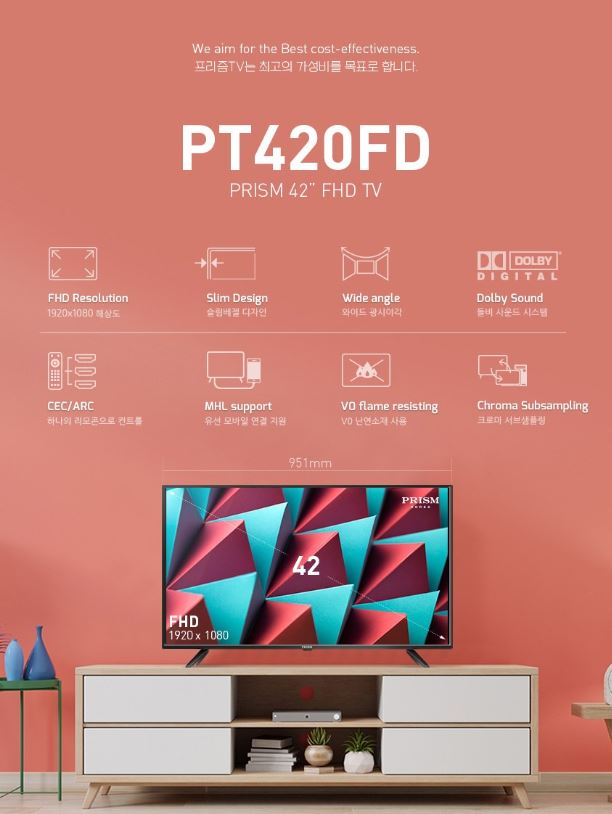 We aim for the Best cost-effectiveness.
프리즘TV는 최고의 가성비를 목표로 합니다.
PT420FD
PRISM 42” FHD TV
FHD Resolution
1920x1080 해상도
Slim Design
슬림베젤 디자인
Wide angle
와이드 광시야각
DOLBY
DIGITAL
Dolby Sound
돌비 사운드 시스템
CEC/ARC
하나의 리모콘으로 컨트롤
MHL support
유선 모바일 연결 지원
V0 flame resisting
V0 난연소재 사용
Chroma Subsampling
크로마 서브샘플링
951mm
PRISM
KOREA
42
FHD
1920 x 1080
PRISM